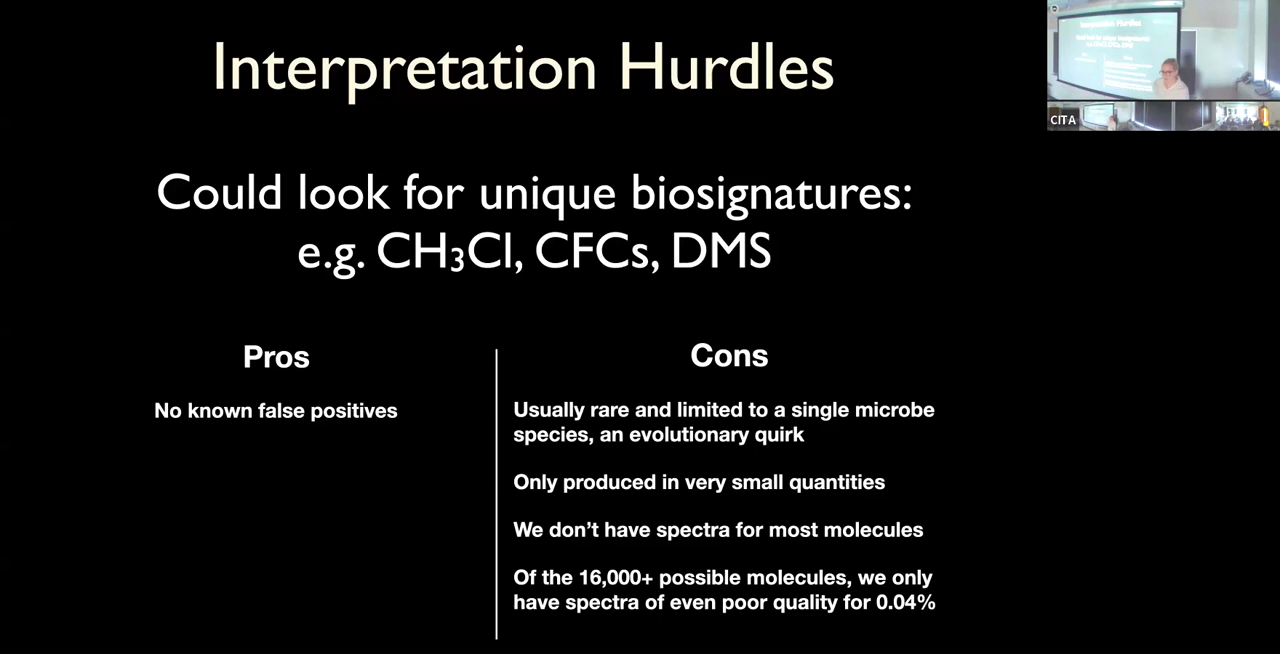 Interpretation Hurdles
Could look for unique biosignatures:
e.g. CH₃Cl, CFCs, DMS
Pros
No known false positives
Cons
Usually rare and limited to a single microbe
species, an evolutionary quirk
Only produced in very small quantities
We don’t have spectra for most molecules
Of the 16,000+ possible molecules, we only
have spectra of even poor quality for 0.04%
Interpretation Hurdles
CITA